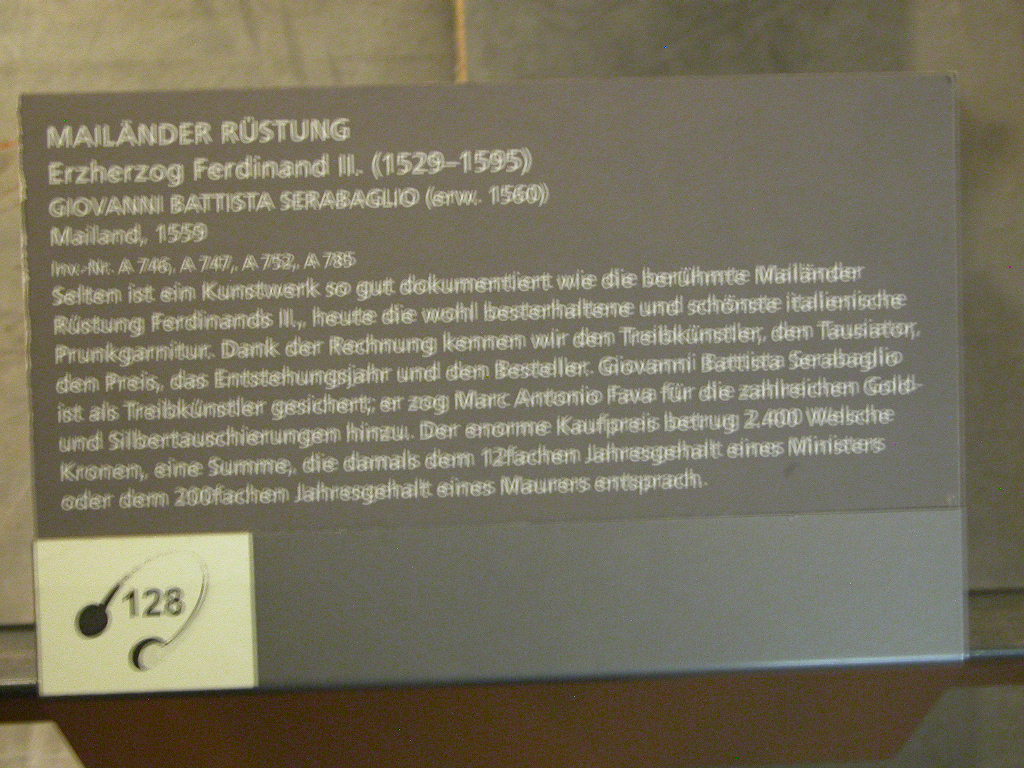 MAILÄNDER RÜSTUNG
Erzherzog Ferdinand II. (1529–1595)
GIOVANNI BATTISTA SERABAGLIO (erw. 1560)
Mailand, 1559
Inv.-Nr. A 746, A 747, A 752, A 785
Selten ist ein Kunstwerk so gut dokumentiert wie die berühmte Mailänder
Rüstung Ferdinands II., heute die wohl besterhaltene und schönste italienische
Prunkgarnitur. Dank der Rechnung kennen wir den Treibkünstler, den Tausiator,
den Preis, das Entstehungsjahr und den Besteller. Giovanni Battista Serabaglio
ist als Treibkünstler gesichert; er zog Marc Antonio Fava für die zahlreichen Gold-
und Silbertauschierungen hinzu. Der enorme Kaufpreis betrug 2.400 Welsche
Kronen, eine Summe, die damals dem 12fachen Jahresgehalt eines Ministers
oder dem 200fachen Jahresgehalt eines Maurers entsprach.
128